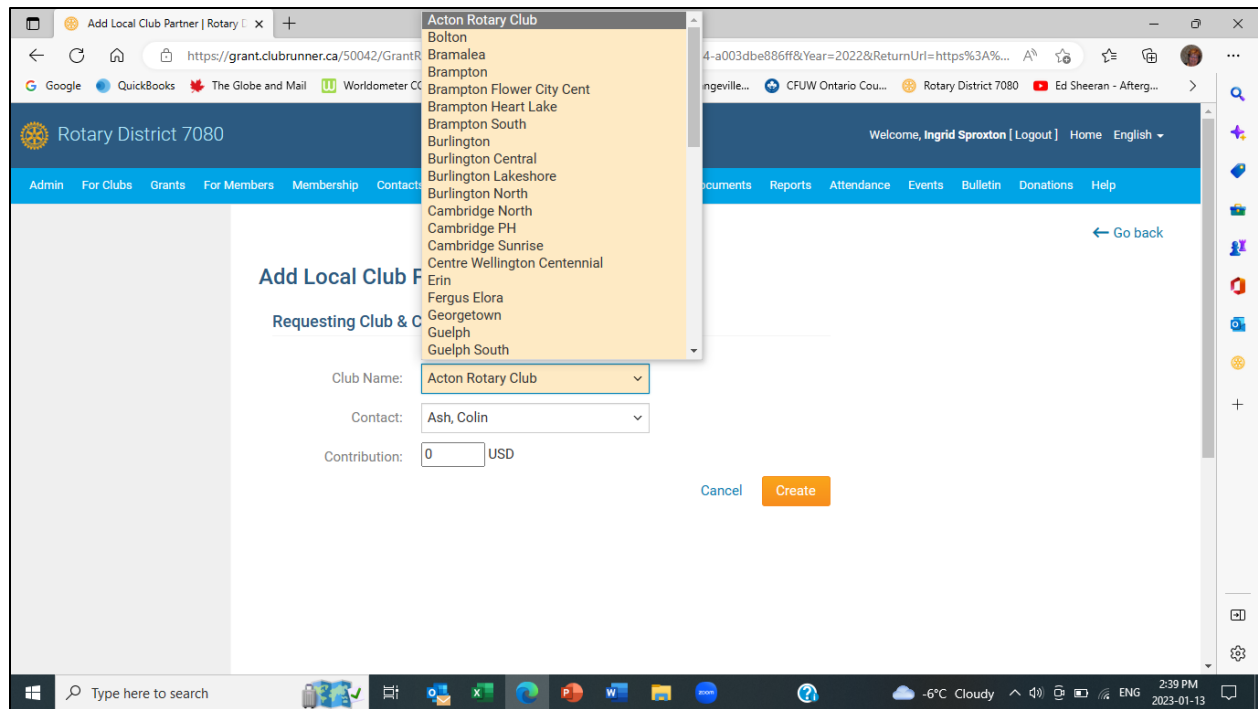 Add Local Club Partner | Rotary D
https://grant.clubrunner.ca/50042/GrantR 4-a003dbe886ff&Year=2022&ReturnUrl=https%3A%...
Google QuickBooks The Globe and Mail Worldometer CO ngeville... CFUW Ontario Cou... Rotary District 7080 Ed Sheeran - Afterg...
Rotary District 7080 Welcome, Ingrid Sproxton [ Logout ] Home English
Admin For Clubs Grants For Members Membership Contacts ocuments Reports Attendance Events Bulletin Donations Help
Acton Rotary Club
Bolton
Bramalea
Brampton
Brampton Flower City Cent
Brampton Heart Lake
Brampton South
Burlington
Burlington Central
Burlington Lakeshore
Burlington North
Cambridge North
Cambridge PH
Cambridge Sunrise
Centre Wellington Centennial
Erin
Fergus Elora
Georgetown
Guelph
Guelph South
← Go back
Add Local Club P
Requesting Club & C
Club Name: Acton Rotary Club
Contact: Ash, Colin
Contribution: 0 USD
Cancel Create
Type here to search -6°C Cloudy ENG 2:39 PM
2023-01-13